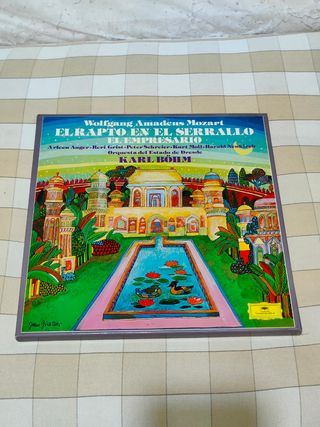 Wolfgang Amadeus Mozart
EL RAPTO EN EL SERRALLO
EL EMPRESARIO
Arleen Auger·Reri Grist·Peter Schreier·Kurt Moll·Harald Neukirch
Orquesta del Estado de Dresde
KARL BÖHM